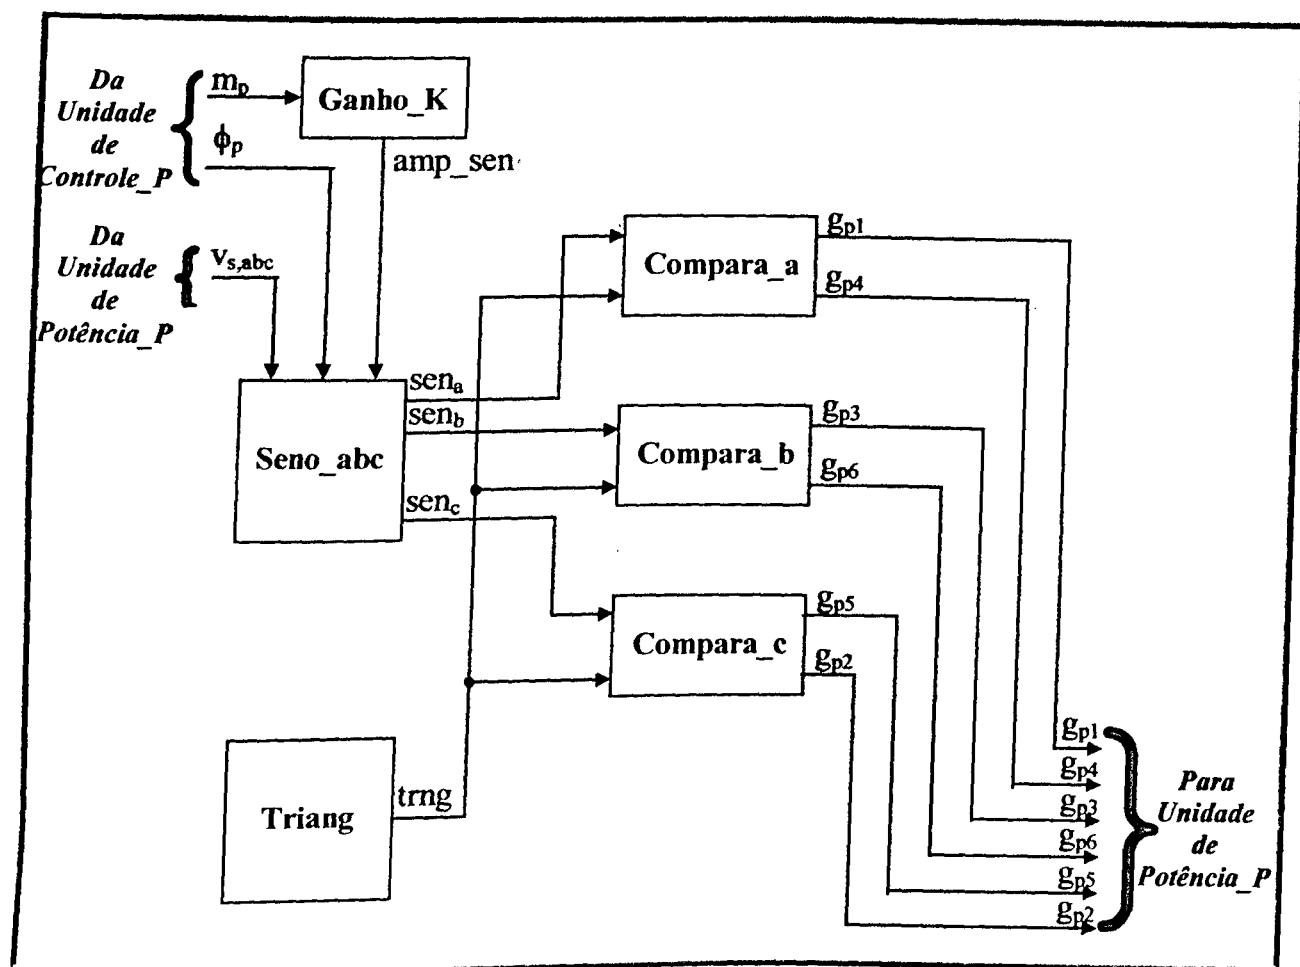 Da
Unidade
de
Controle_P
m_p
ϕ_p
Ganho_K
amp_sen
Da
Unidade
de
Potência_P
v_s,abc
Seno_abc
sen_a
sen_b
sen_c
Triang
trng
Compara_a
g_p1
g_p4
Compara_b
g_p3
g_p6
Compara_c
g_p5
g_p2
g_p1
g_p4
g_p3
g_p6
g_p5
g_p2
Para
Unidade
de
Potência_P